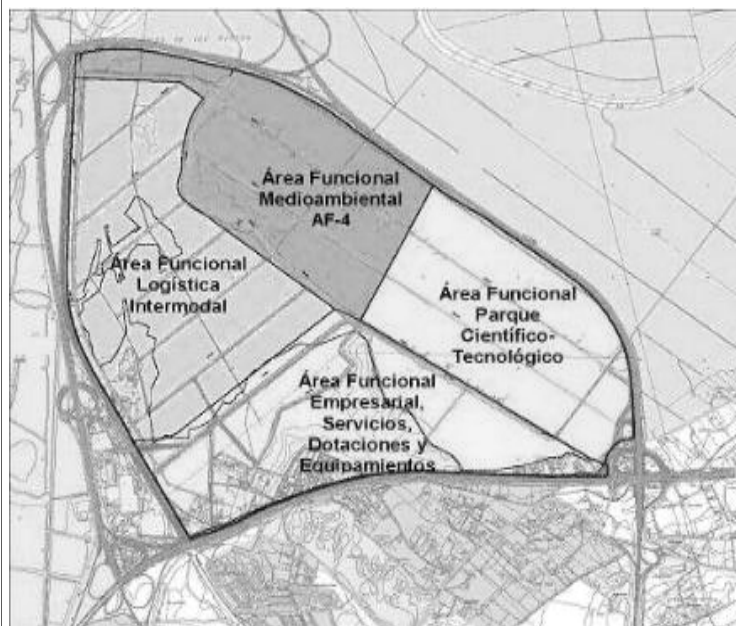 Área Funcional
Medioambiental
AF-4
Área Funcional
Logística
Intermodal
Área Funcional
Parque
Científico-
Tecnológico
Área Funcional
Empresarial,
Servicios,
Dotaciones y
Equipamientos